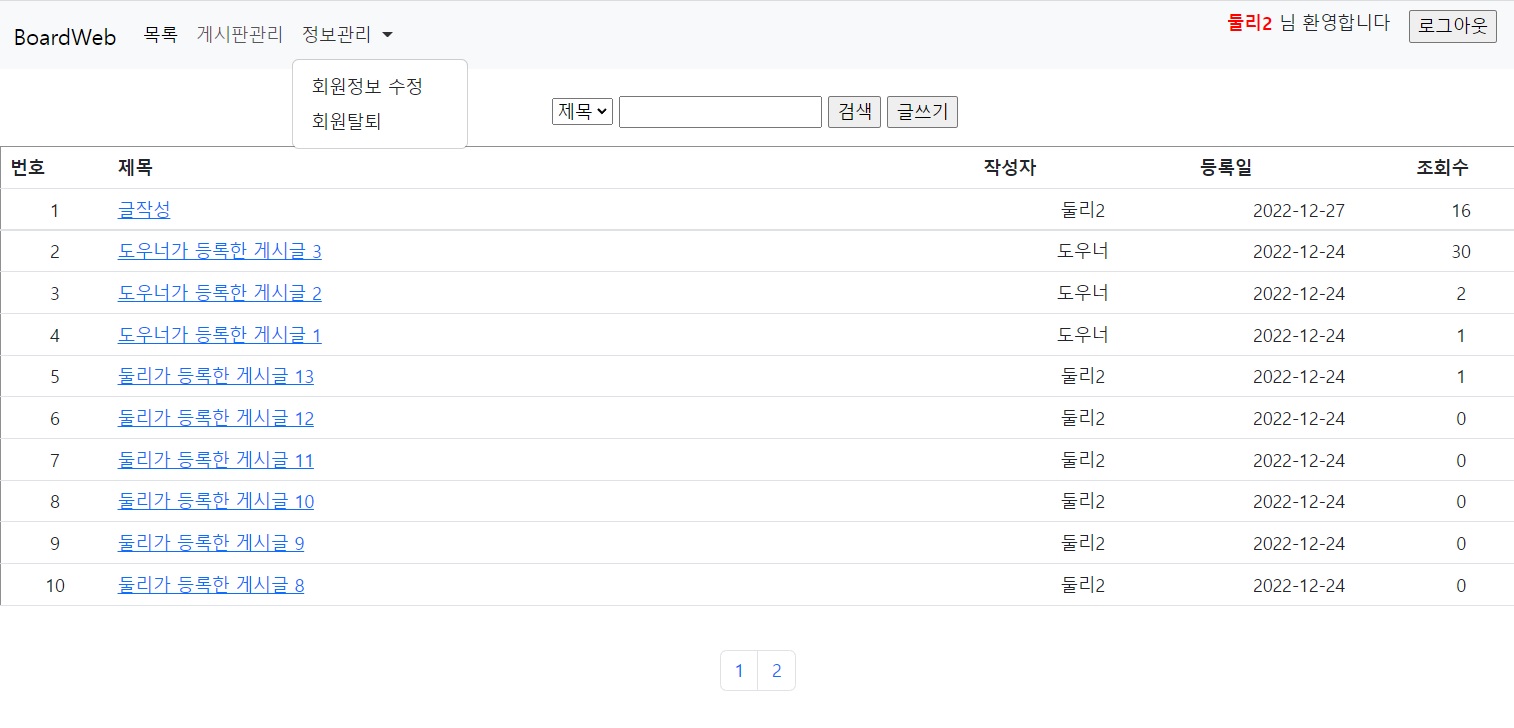 BoardWeb 목록 게시판관리 정보관리 둘리2 님 환영합니다 로그아웃
회원정보 수정
회원탈퇴
제목 검색 글쓰기
번호 제목 작성자 등록일 조회수
1 글작성 둘리2 2022-12-27 16
2 도우너가 등록한 게시글 3 도우너 2022-12-24 30
3 도우너가 등록한 게시글 2 도우너 2022-12-24 2
4 도우너가 등록한 게시글 1 도우너 2022-12-24 1
5 둘리가 등록한 게시글 13 둘리2 2022-12-24 1
6 둘리가 등록한 게시글 12 둘리2 2022-12-24 0
7 둘리가 등록한 게시글 11 둘리2 2022-12-24 0
8 둘리가 등록한 게시글 10 둘리2 2022-12-24 0
9 둘리가 등록한 게시글 9 둘리2 2022-12-24 0
10 둘리가 등록한 게시글 8 둘리2 2022-12-24 0
1 2